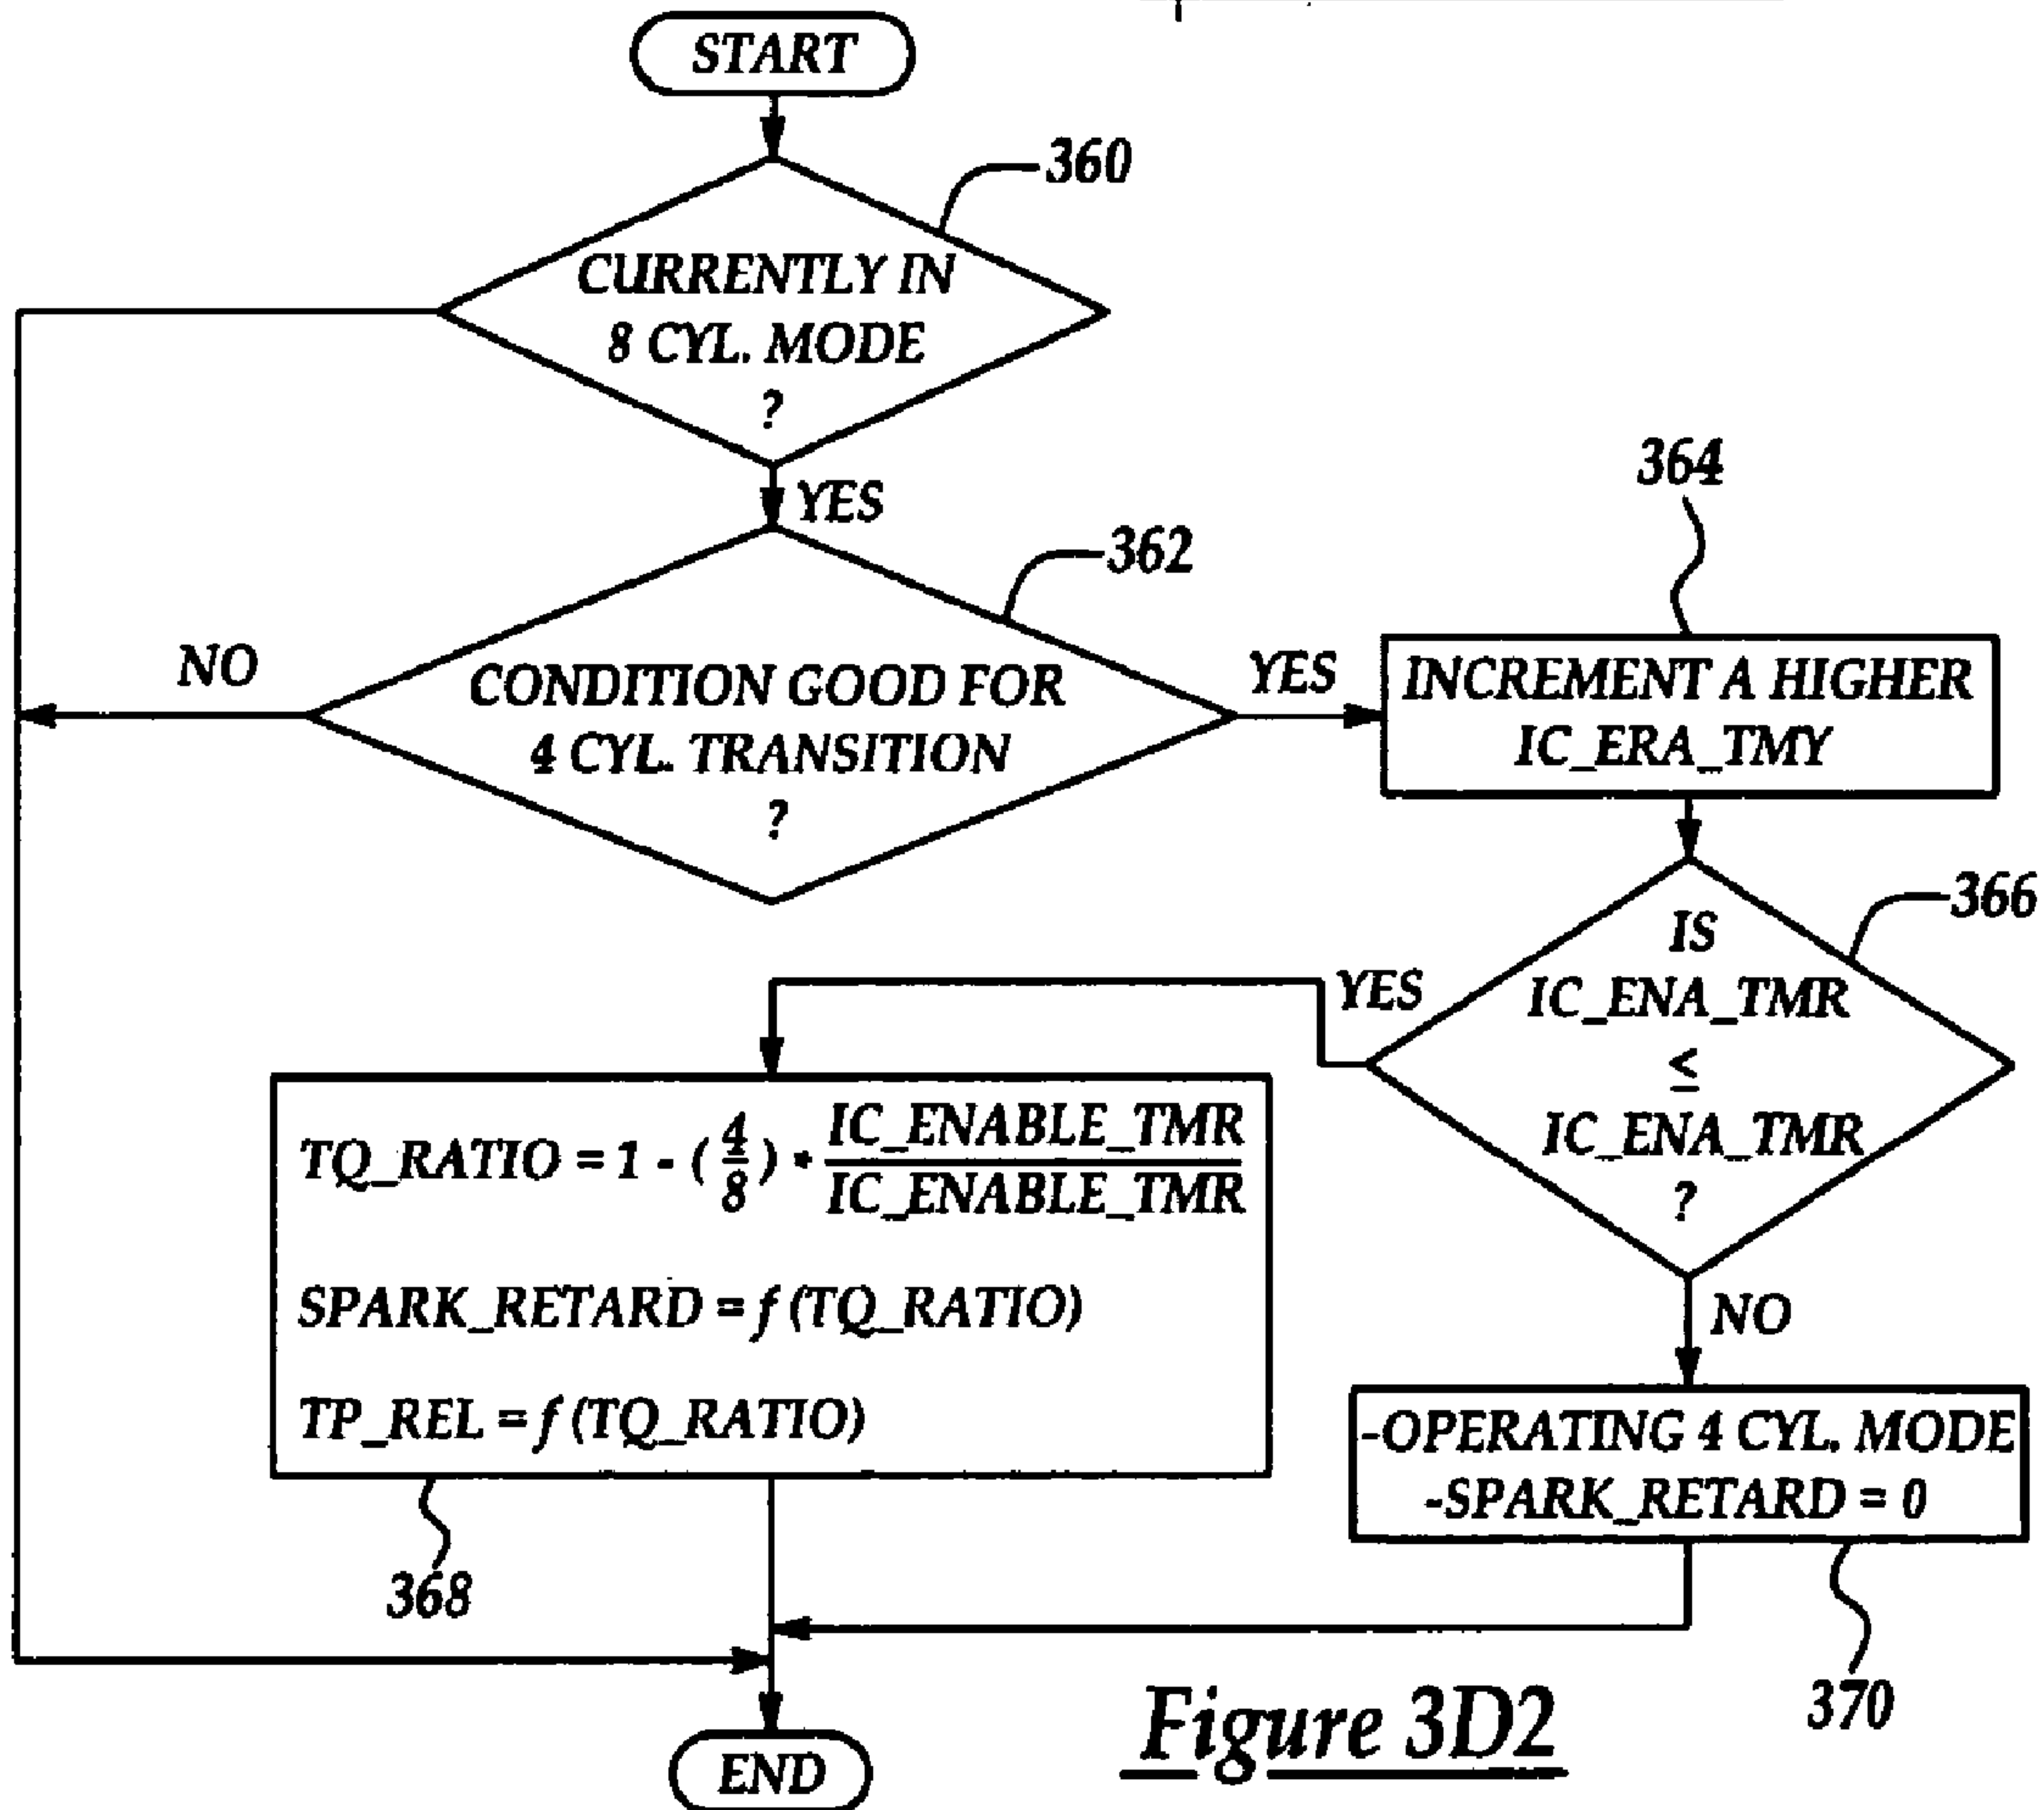 START
360
CURRENTLY IN
8 CYL. MODE
?
YES
362
364
NO
CONDITION GOOD FOR
4 CYL. TRANSITION
?
YES
INCREMENT A HIGHER
IC_ERA_TMY
366
IS
IC_ENA_TMR
≤
IC_ENA_TMR
?
YES
NO
TQ_RATIO = 1 - ( 4/8 ) * IC_ENABLE_TMR / IC_ENABLE_TMR
SPARK_RETARD = f (TQ_RATIO)
TP_REL = f (TQ_RATIO)
368
-OPERATING 4 CYL. MODE
-SPARK_RETARD = 0
370
END
Figure 3D2